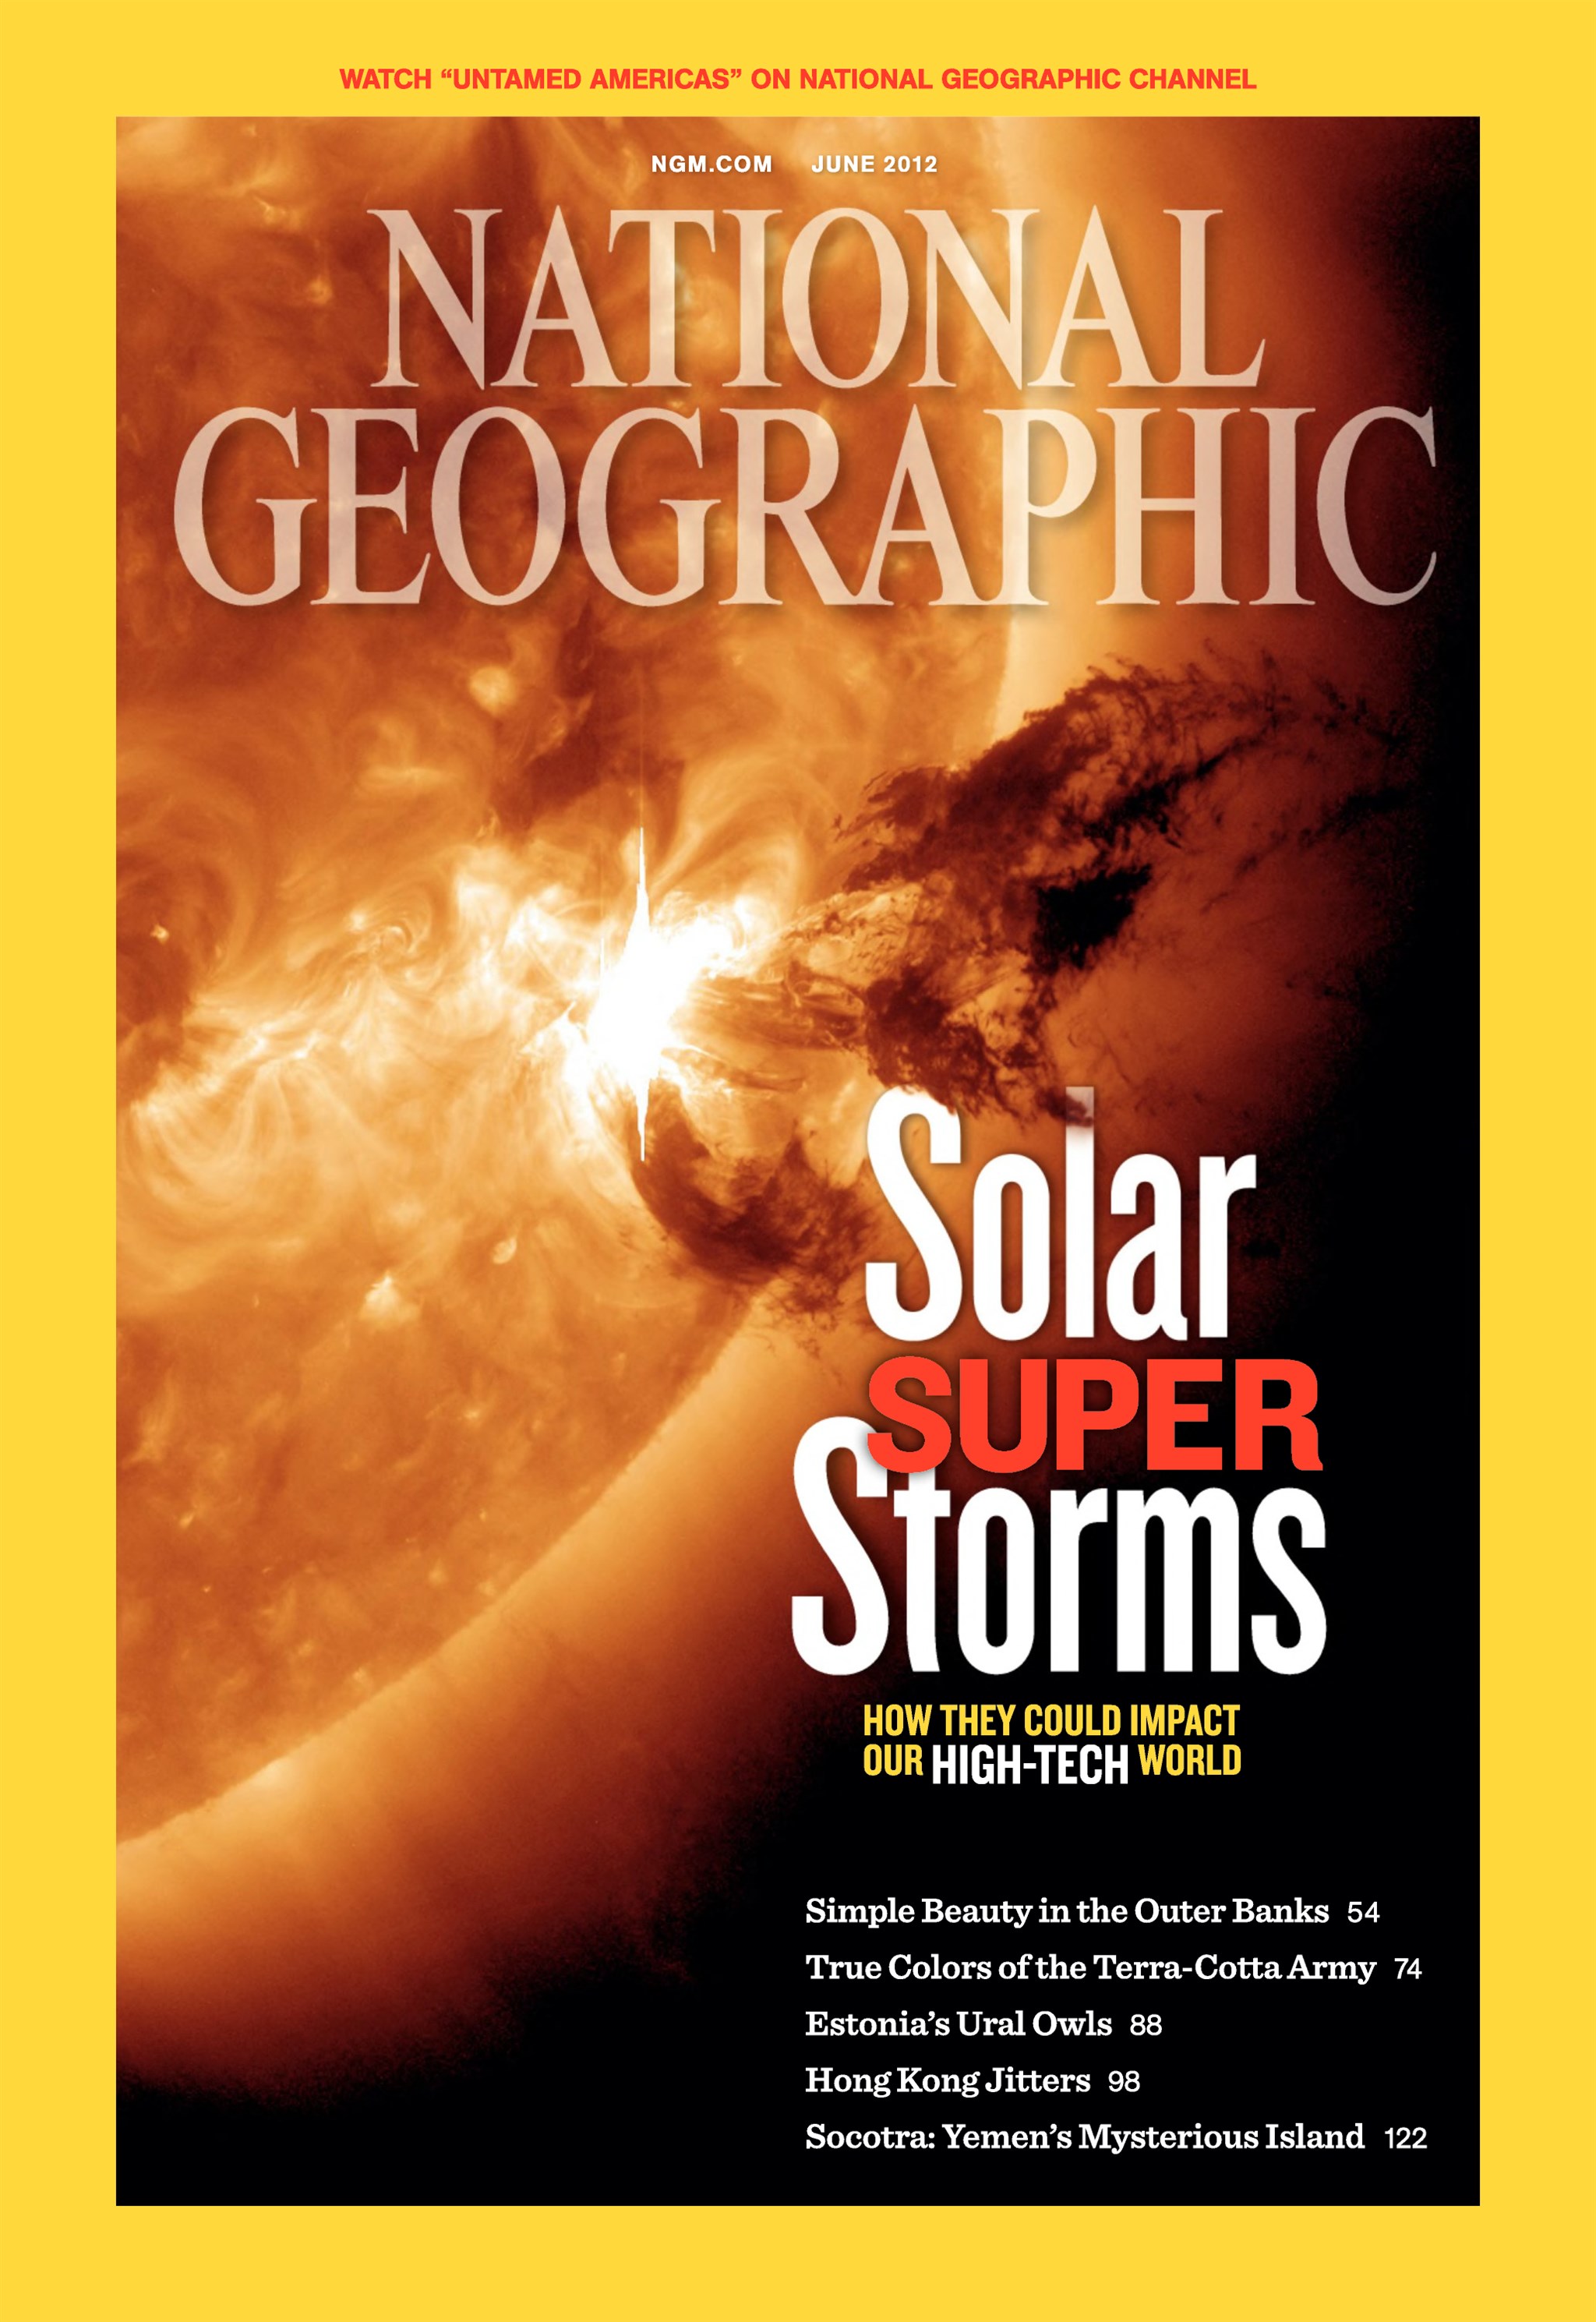 WATCH “UNTAMED AMERICAS” ON NATIONAL GEOGRAPHIC CHANNEL
NGM.COM JUNE 2012
NATIONAL
GEOGRAPHIC
Solar
SUPER
Storms
HOW THEY COULD IMPACT
OUR HIGH-TECH WORLD
Simple Beauty in the Outer Banks 54
True Colors of the Terra-Cotta Army 74
Estonia’s Ural Owls 88
Hong Kong Jitters 98
Socotra: Yemen’s Mysterious Island 122